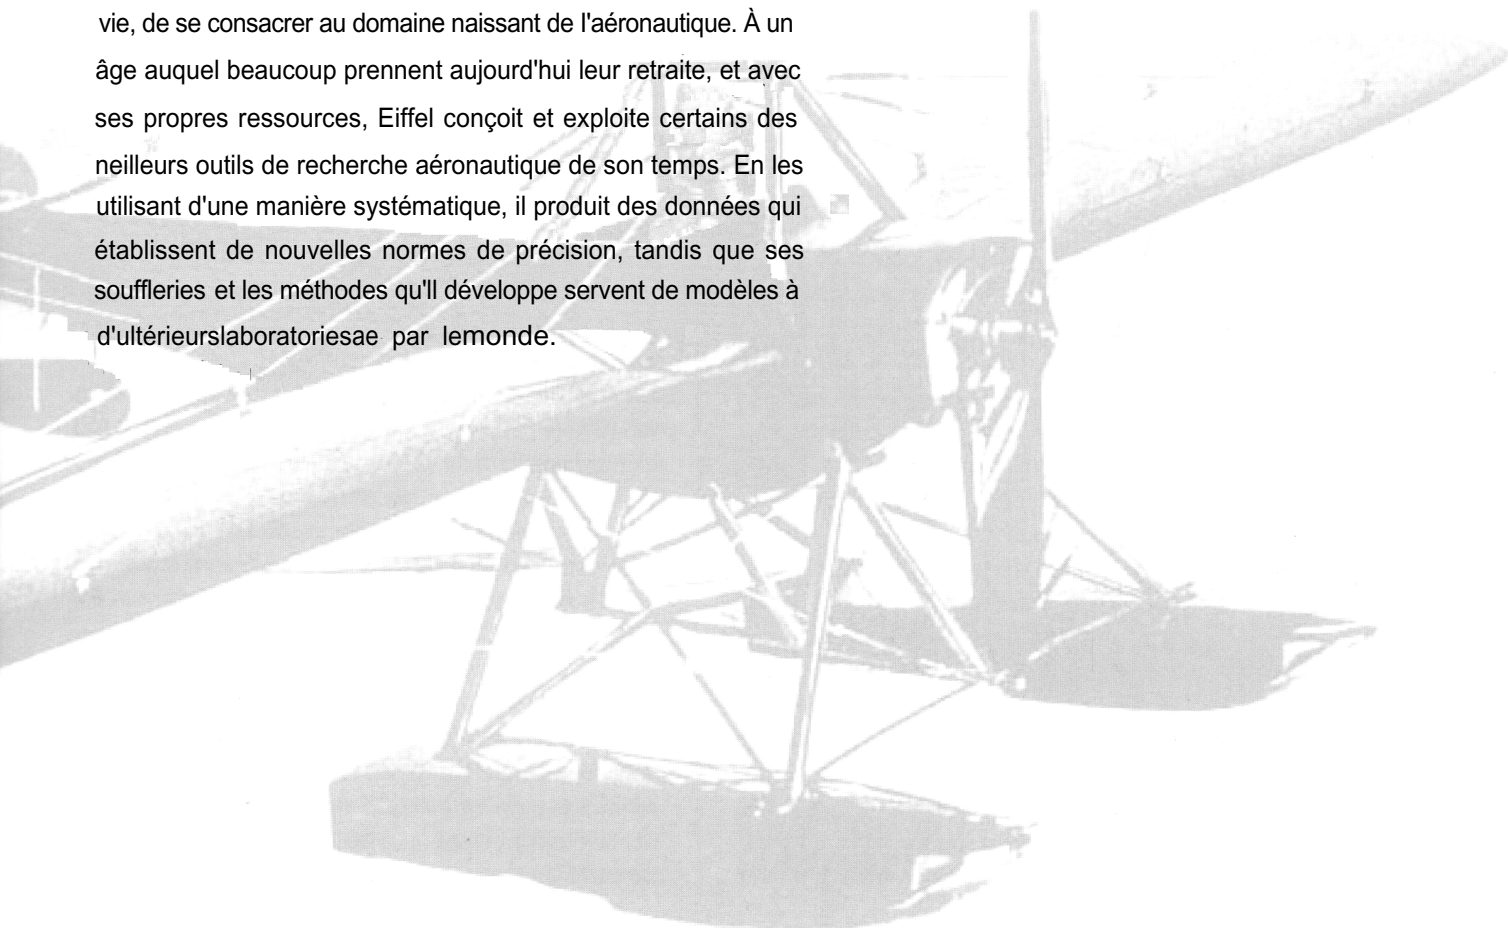 vie, de se consacrer au domaine naissant de l'aéronautique. À un
âge auquel beaucoup prennent aujourd'hui leur retraite, et avec
ses propres ressources, Eiffel conçoit et exploite certains des
neilleurs outils de recherche aéronautique de son temps. En les
utilisant d'une manière systématique, il produit des données qui
établissent de nouvelles normes de précision, tandis que ses
souffleries et les méthodes qu'Il développe servent de modèles à
d'ultérieurslaboratoriesae par lemonde.